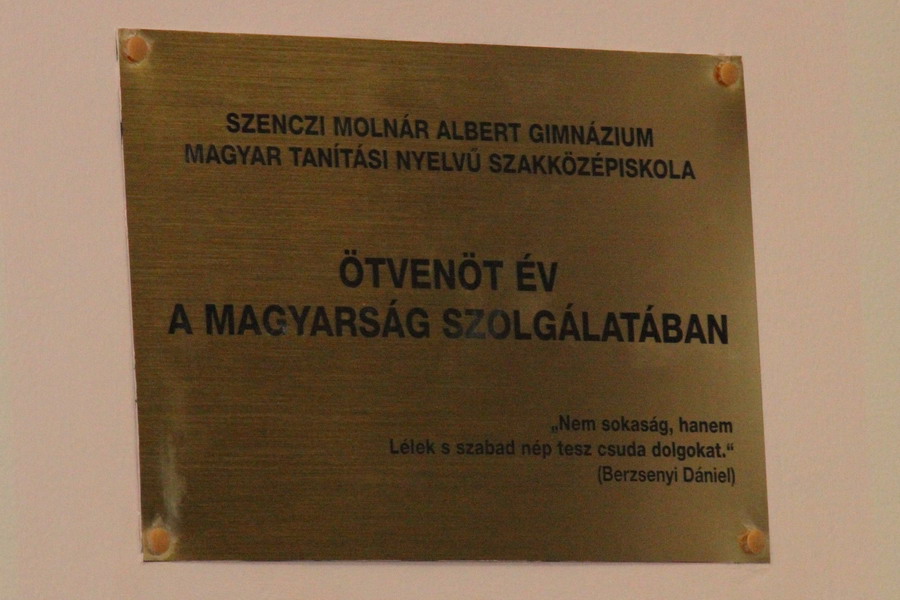 SZENCZI MOLNÁR ALBERT GIMNÁZIUM
MAGYAR TANÍTÁSI NYELVŰ SZAKKÖZÉPISKOLA
ÖTVENÖT ÉV
A MAGYARSÁG SZOLGÁLATÁBAN
„Nem sokaság, hanem
Lélek s szabad nép tesz csuda dolgokat.“
(Berzsenyi Dániel)